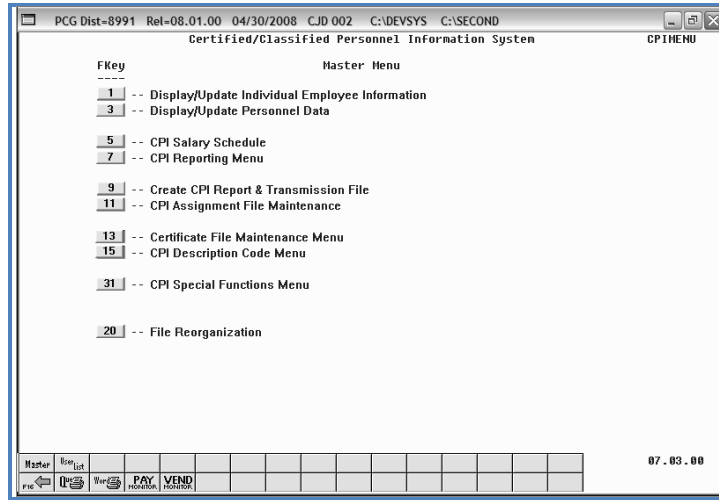 PCG Dist=8991 Rel=08.01.00 04/30/2008 CJD 002 C:\DEVSYS C:\SECOND
Certified/Classified Personnel Information System CPIMENU
FKey Master Menu
----
1 -- Display/Update Individual Employee Information
3 -- Display/Update Personnel Data
5 -- CPI Salary Schedule
7 -- CPI Reporting Menu
9 -- Create CPI Report & Transmission File
11 -- CPI Assignment File Maintenance
13 -- Certificate File Maintenance Menu
15 -- CPI Description Code Menu
31 -- CPI Special Functions Menu
20 -- File Reorganization
Master User List 07.03.00
F16 Que Word PAY MONITOR VEND MONITOR